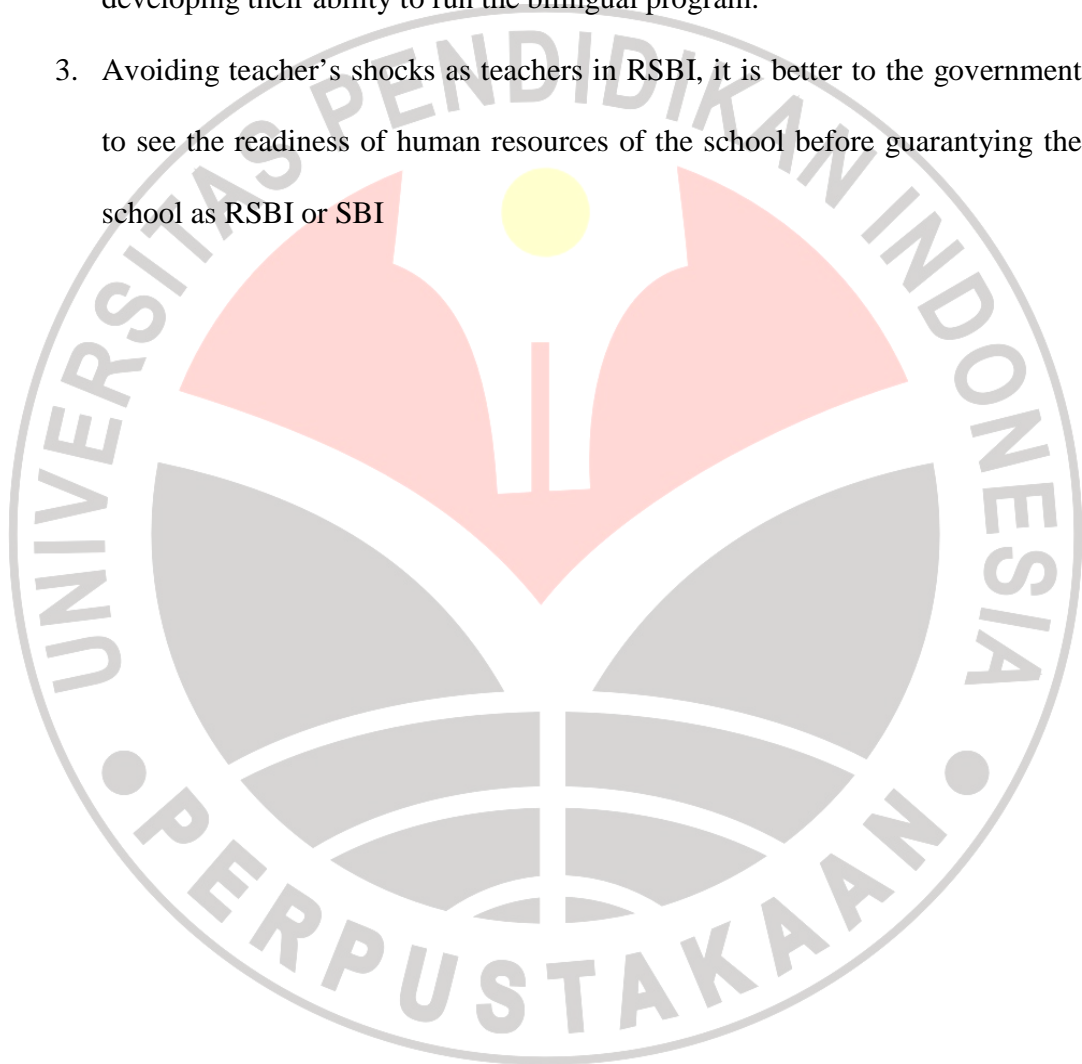 developing their ability to run the bilingual program.
3. Avoiding teacher's shocks as teachers in RSBI, it is better to the government
to see the readiness of human resources of the school before guarantying the
school as RSBI or SBI
UNIVERSITAS PENDIDIKAN INDONESIA
PERPUSTAKAAN